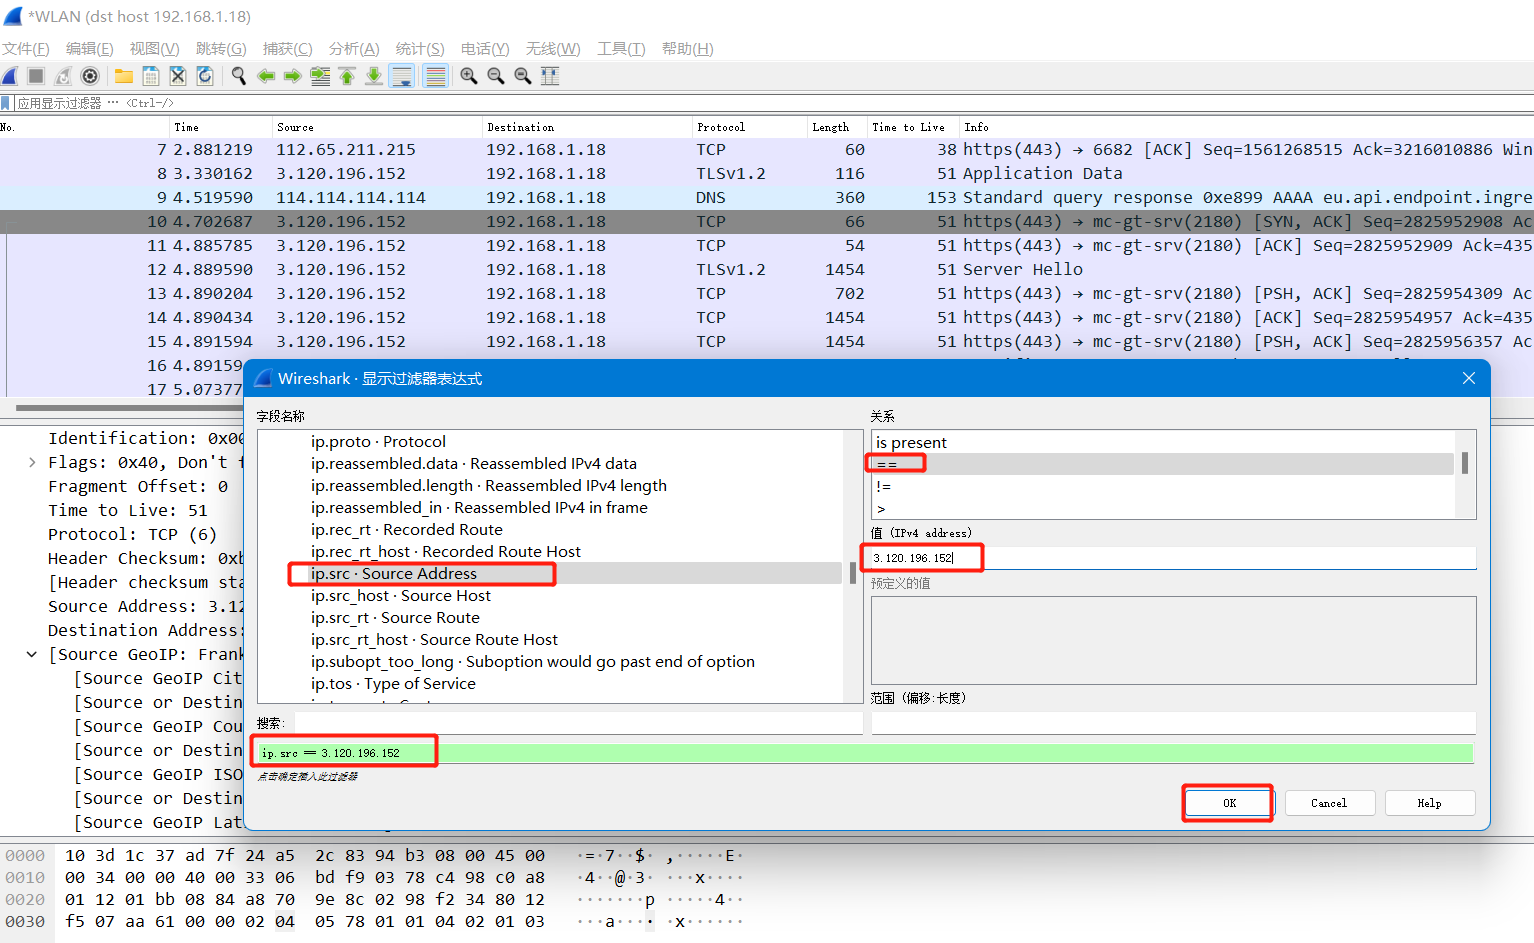 *WLAN (dst host 192.168.1.18)
文件(F) 编辑(E) 视图(V) 跳转(G) 捕获(C) 分析(A) 统计(S) 电话(Y) 无线(W) 工具(T) 帮助(H)
应用显示过滤器 … <Ctrl-/>
No. Time Source Destination Protocol Length Time to Live Info
7 2.881219 112.65.211.215 192.168.1.18 TCP 60 38 https(443) → 6682 [ACK] Seq=1561268515 Ack=3216010886 Win
8 3.330162 3.120.196.152 192.168.1.18 TLSv1.2 116 51 Application Data
9 4.519590 114.114.114.114 192.168.1.18 DNS 360 153 Standard query response 0xe899 AAAA eu.api.endpoint.ingre
10 4.702687 3.120.196.152 192.168.1.18 TCP 66 51 https(443) → mc-gt-srv(2180) [SYN, ACK] Seq=2825952908 Ac
11 4.885785 3.120.196.152 192.168.1.18 TCP 54 51 https(443) → mc-gt-srv(2180) [ACK] Seq=2825952909 Ack=435
12 4.889590 3.120.196.152 192.168.1.18 TLSv1.2 1454 51 Server Hello
13 4.890204 3.120.196.152 192.168.1.18 TCP 702 51 https(443) → mc-gt-srv(2180) [PSH, ACK] Seq=2825954309 Ac
14 4.890434 3.120.196.152 192.168.1.18 TCP 1454 51 https(443) → mc-gt-srv(2180) [ACK] Seq=2825954957 Ack=435
15 4.891594 3.120.196.152 192.168.1.18 TCP 1454 51 https(443) → mc-gt-srv(2180) [PSH, ACK] Seq=2825956357 Ac
16 4.89159
17 5.07377
Wireshark · 显示过滤器表达式
字段名称
ip.proto · Protocol
ip.reassembled.data · Reassembled IPv4 data
ip.reassembled.length · Reassembled IPv4 length
ip.reassembled_in · Reassembled IPv4 in frame
ip.rec_rt · Recorded Route
ip.rec_rt_host · Recorded Route Host
ip.src · Source Address
ip.src_host · Source Host
ip.src_rt · Source Route
ip.src_rt_host · Source Route Host
ip.subopt_too_long · Suboption would go past end of option
ip.tos · Type of Service
搜索:
关系
is present
==
!=
>
值 (IPv4 address)
3.120.196.152
预定义的值
范围 (偏移:长度)
ip.src == 3.120.196.152
点击确定插入此过滤器
OK Cancel Help
Identification: 0x00
Flags: 0x40, Don't f
Fragment Offset: 0
Time to Live: 51
Protocol: TCP (6)
Header Checksum: 0xb
[Header checksum sta
Source Address: 3.12
Destination Address:
[Source GeoIP: Frank
[Source GeoIP Cit
[Source or Destin
[Source GeoIP Cou
[Source or Destin
[Source GeoIP ISO
[Source or Destin
[Source GeoIP Lat
0000 10 3d 1c 37 ad 7f 24 a5 2c 83 94 b3 08 00 45 00 ·=·7··$· ,·····E·
0010 00 34 00 00 40 00 33 06 bd f9 03 78 c4 98 c0 a8 ·4··@·3· ···x····
0020 01 12 01 bb 08 84 a8 70 9e 8c 02 98 f2 34 80 12 ·······p ·····4··
0030 f5 07 aa 61 00 00 02 04 05 78 01 01 04 02 01 03 ···a···· ·x······